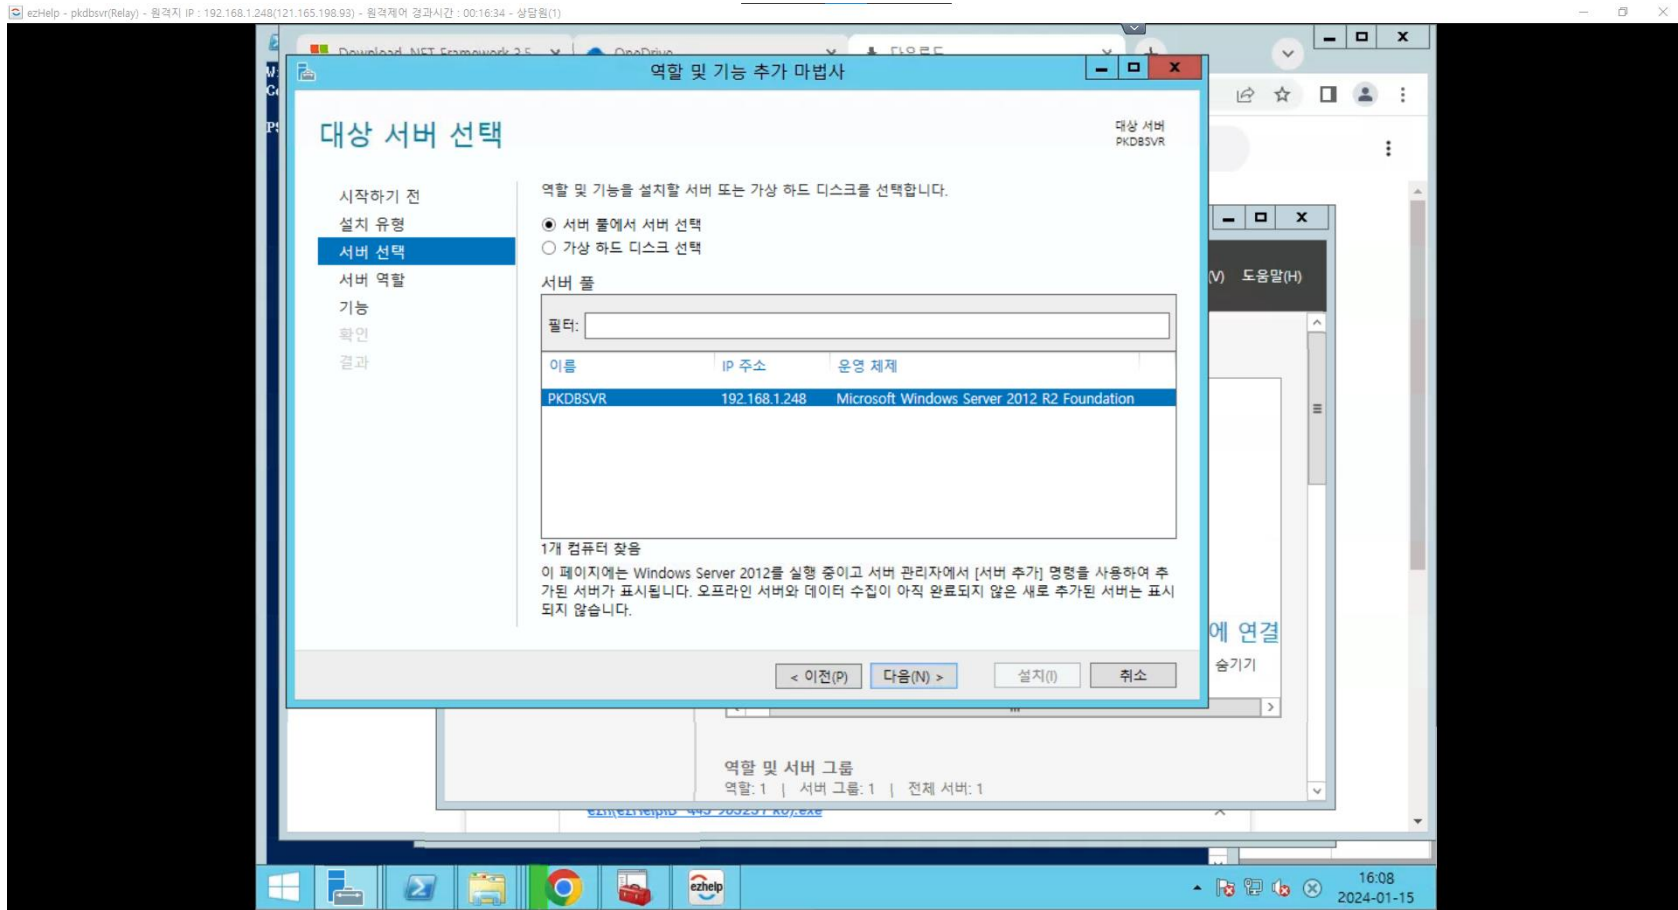 ezHelp - pkdbsvr(Relay) - 원격지 IP : 192.168.1.248(121.165.198.93) - 원격제어 경과시간 : 00:16:34 - 상담원(1)
Download .NET Framework 3.5
OneDrive
다운로드
역할 및 기능 추가 마법사
대상 서버 선택
대상 서버
PKDBSVR
시작하기 전
설치 유형
서버 선택
서버 역할
기능
확인
결과
역할 및 기능을 설치할 서버 또는 가상 하드 디스크를 선택합니다.
서버 풀에서 서버 선택
가상 하드 디스크 선택
서버 풀
필터:
이름 IP 주소 운영 체제
PKDBSVR 192.168.1.248 Microsoft Windows Server 2012 R2 Foundation
1개 컴퓨터 찾음
이 페이지에는 Windows Server 2012를 실행 중이고 서버 관리자에서 [서버 추가] 명령을 사용하여 추
가된 서버가 표시됩니다. 오프라인 서버와 데이터 수집이 아직 완료되지 않은 새로 추가된 서버는 표시
되지 않습니다.
< 이전(P) 다음(N) > 설치(I) 취소
(V) 도움말(H)
에 연결
숨기기
역할 및 서버 그룹
역할: 1 | 서버 그룹: 1 | 전체 서버: 1
ezhelp
16:08
2024-01-15